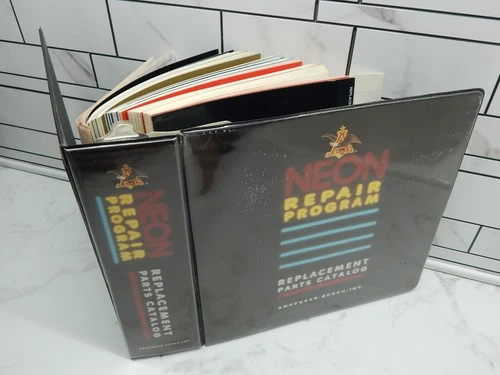 NEON
REPAIR
PROGRAM
REPLACEMENT
PARTS CATALOG
ANHEUSER-BUSCH, INC.
NEON
REPAIR
PROGRAM
REPLACEMENT
PARTS CATALOG